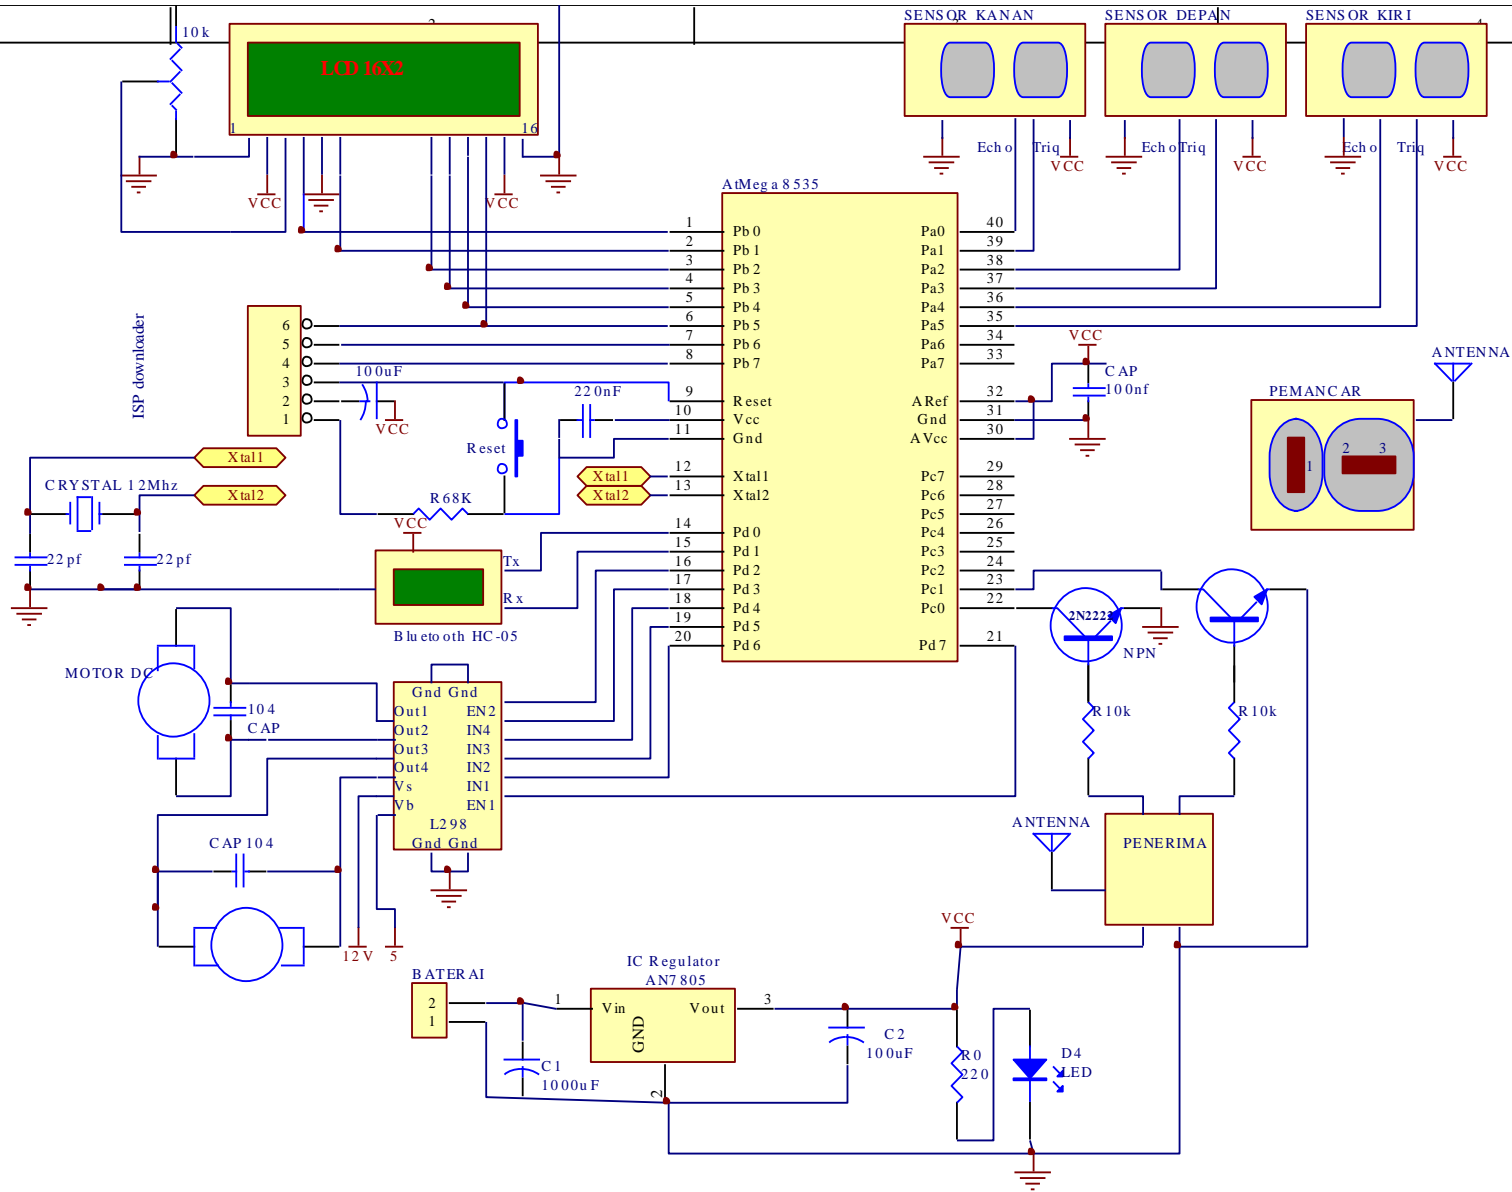 SENSOR KANAN
SENSOR DEPAN
SENSOR KIRI
10k
LCD 16X2
1
16
VCC
VCC
Echo
Triq
VCC
Echo
Triq
VCC
Echo
Triq
VCC
AtMega8535
1
2
3
4
5
6
7
8
9
10
11
12
13
14
15
16
17
18
19
20
Pb0
Pb1
Pb2
Pb3
Pb4
Pb5
Pb6
Pb7
Reset
Vcc
Gnd
Xtal1
Xtal2
Pd0
Pd1
Pd2
Pd3
Pd4
Pd5
Pd6
Pa0
Pa1
Pa2
Pa3
Pa4
Pa5
Pa6
Pa7
ARef
Gnd
AVcc
Pc7
Pc6
Pc5
Pc4
Pc3
Pc2
Pc1
Pc0
Pd7
40
39
38
37
36
35
34
33
32
31
30
29
28
27
26
25
24
23
22
21
ISP downloader
6
5
4
3
2
1
100uF
VCC
220nF
Reset
R68K
Xtal1
Xtal2
Xtal1
Xtal2
CRYSTAL 12Mhz
22pf
22pf
VCC
Tx
Rx
Bluetooth HC-05
VCC
CAP
100nf
ANTENNA
PEMANCAR
1
2
3
2N2222
NPN
R10k
R10k
MOTOR DC
104
CAP
Gnd Gnd
Out1
Out2
Out3
Out4
Vs
Vb
EN2
IN4
IN3
IN2
IN1
EN1
L298
Gnd Gnd
CAP 104
12V
5
ANTENNA
PENERIMA
VCC
BATERAI
2
1
IC Regulator
AN7805
1
Vin
Vout
3
GND
2
C1
1000uF
C2
100uF
R0
220
D4
LED